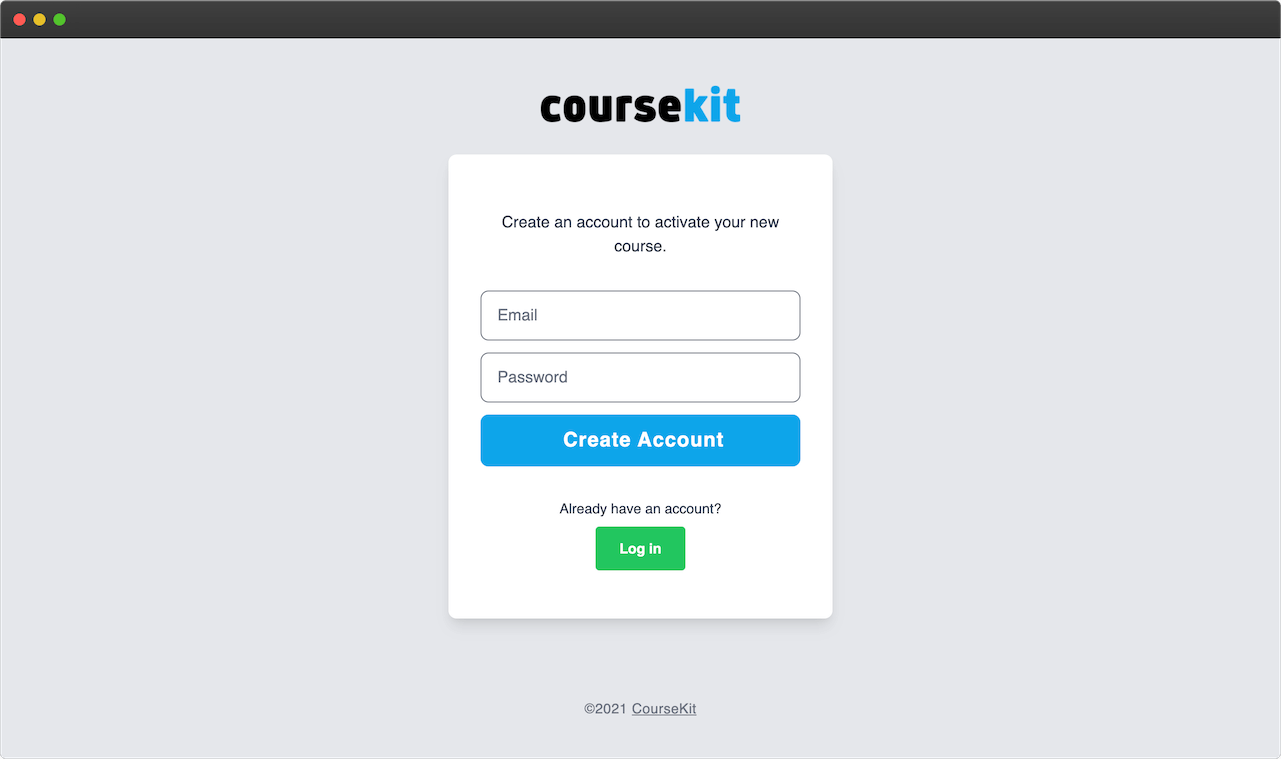 coursekit
Create an account to activate your new
course.
Email
Password
Create Account
Already have an account?
Log in
©2021 CourseKit